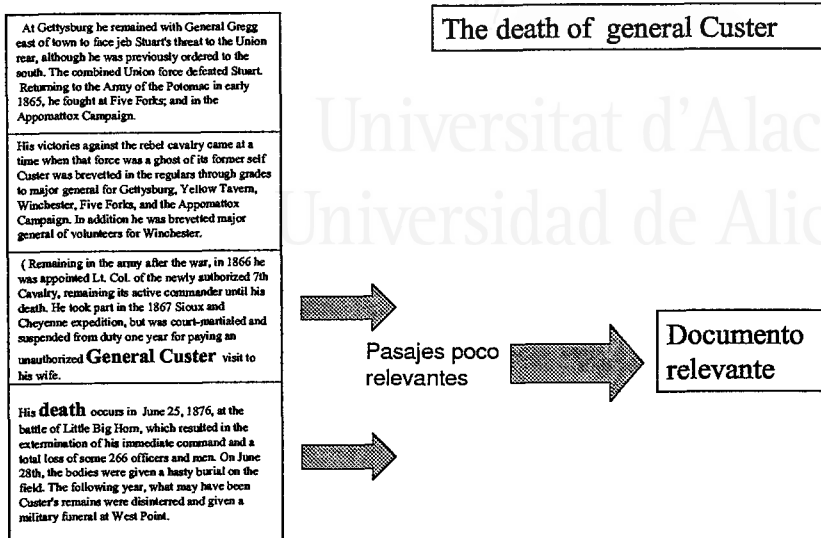 At Gettysburg he remained with General Gregg
east of town to face jeb Stuart's threat to the Union
rear, although he was previously ordered to the
south. The combined Union force defeated Stuart.
Returning to the Army of the Potomac in early
1865, he fought at Five Forks; and in the
Appomattox Campaign.
His victories against the rebel cavalry came at a
time when that force was a ghost of its former self
Custer was brevetted in the regulars through grades
to major general for Gettysburg, Yellow Tavern,
Winchester, Five Forks, and the Appomattox
Campaign. In addition he was brevetted major
general of volunteers for Winchester.
( Remaining in the army after the war, in 1866 he
was appointed Lt. Col. of the newly authorized 7th
Cavalry, remaining its active commander until his
death. He took part in the 1867 Sioux and
Cheyenne expedition, but was court-martialed and
suspended from duty one year for paying an
unauthorized General Custer visit to
his wife.
His death occurs in June 25, 1876, at the
battle of Little Big Horn, which resulted in the
extermination of his immediate command and a
total loss of some 266 officers and men. On June
28th, the bodies were given a hasty burial on the
field. The following year, what may have been
Custer's remains were disinterred and given a
military funeral at West Point.
The death of general Custer
Universitat d'Alac
Universidad de Alic
Pasajes poco
relevantes
Documento
relevante